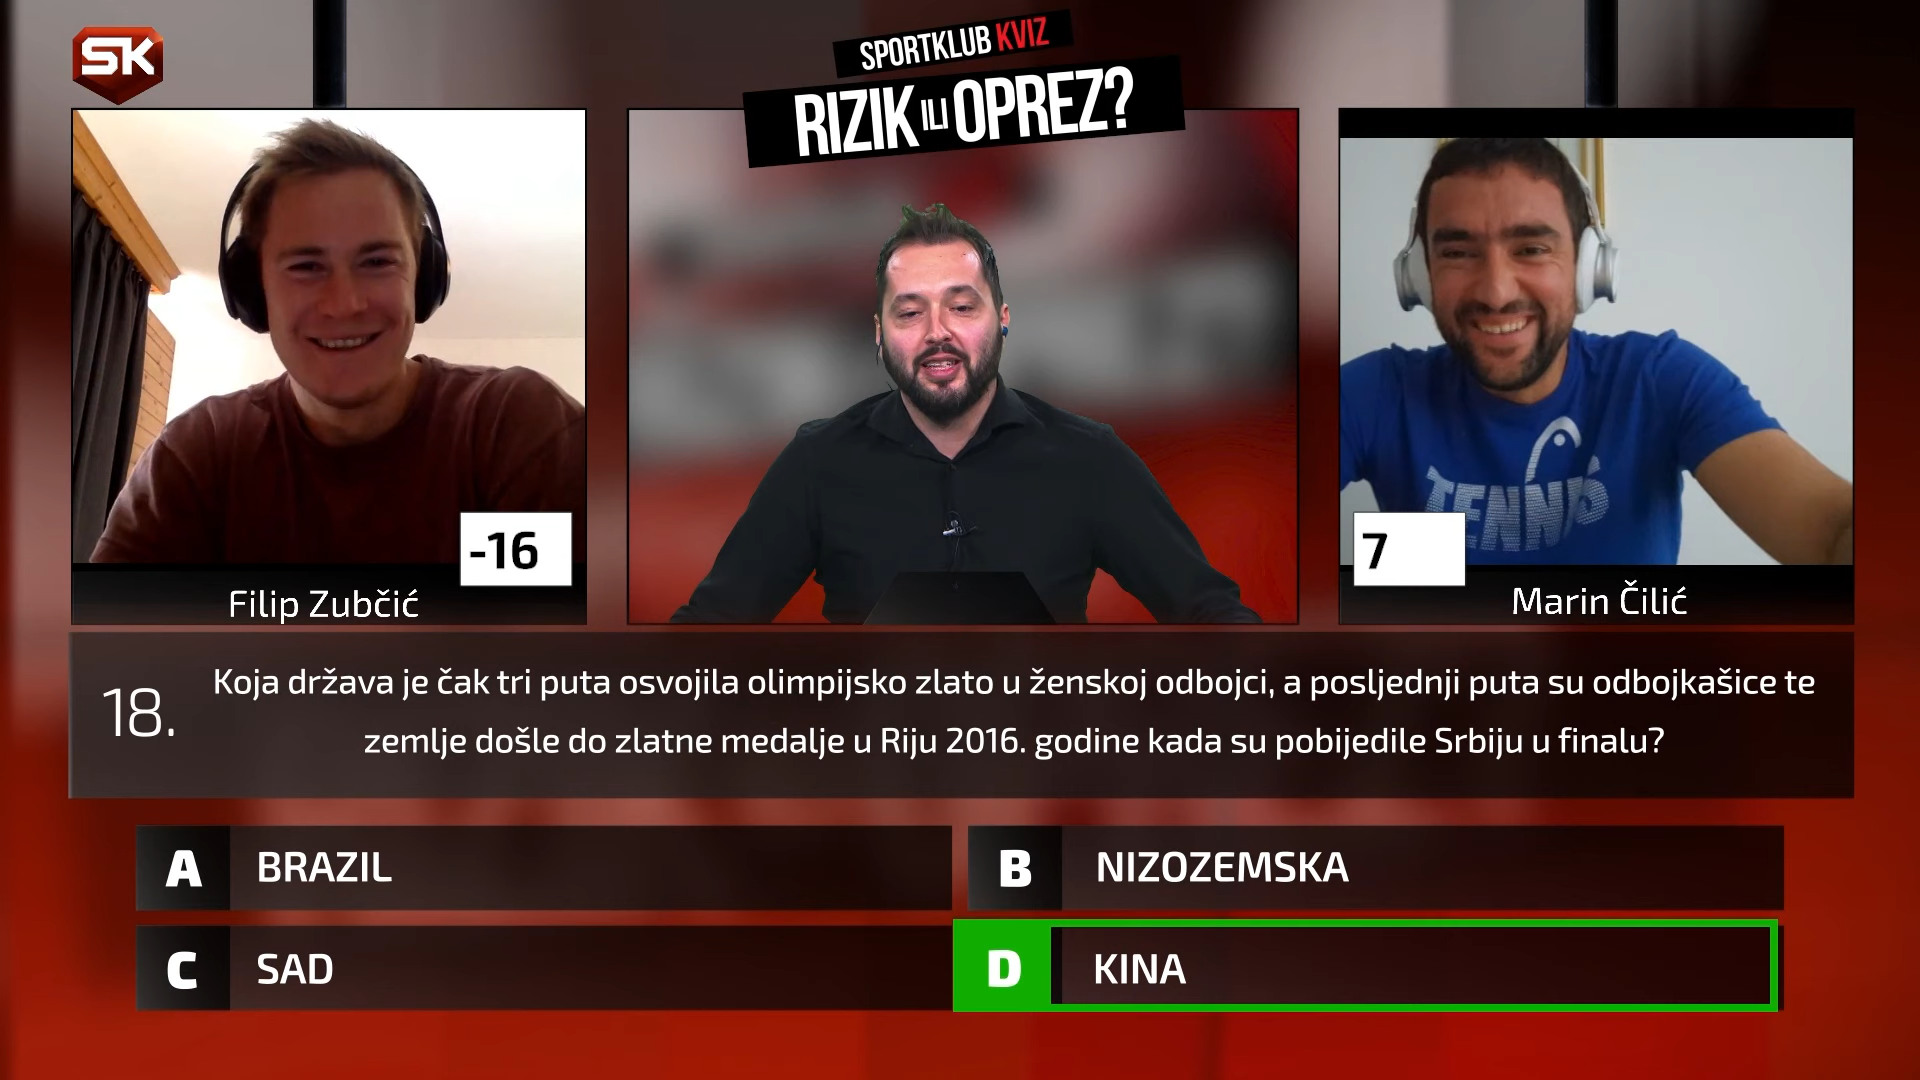 SK
SPORTKLUB KVIZ
RIZIK ILI OPREZ?
TENNIS
-16
7
Filip Zubčić
Marin Čilić
18.
Koja država je čak tri puta osvojila olimpijsko zlato u ženskoj odbojci, a posljednji puta su odbojkašice te
zemlje došle do zlatne medalje u Riju 2016. godine kada su pobijedile Srbiju u finalu?
A BRAZIL
B NIZOZEMSKA
C SAD
D KINA